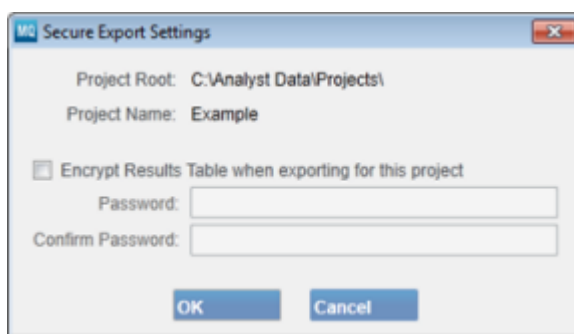 MQ Secure Export Settings
Project Root: C:\Analyst Data\Projects\
Project Name: Example
Encrypt Results Table when exporting for this project
Password:
Confirm Password:
OK Cancel